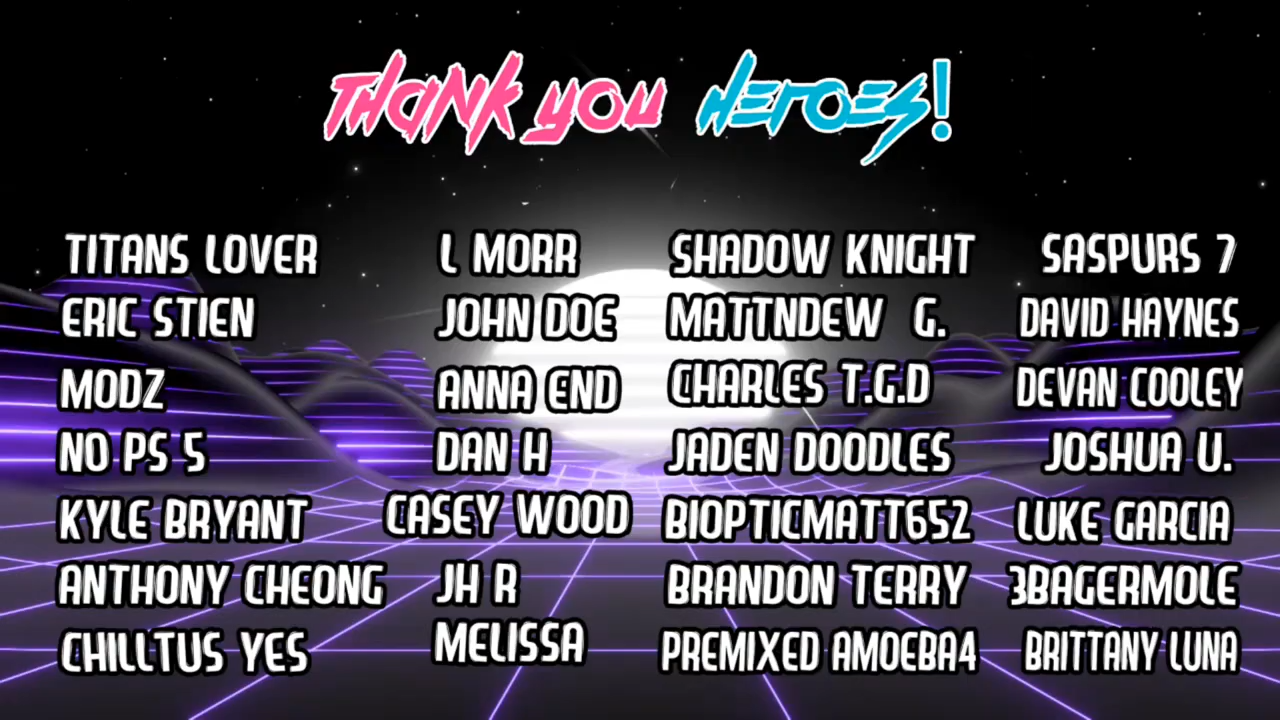 THANK YOU HEROES!
TITANS LOVER
ERIC STIEN
MODZ
NO PS 5
KYLE BRYANT
ANTHONY CHEONG
CHILLTUS YES
L MORR
JOHN DOE
ANNA END
DAN H
CASEY WOOD
JH R
MELISSA
SHADOW KNIGHT
MATTNDEW G.
CHARLES T.G.D
JADEN DOODLES
BIOPTICMATT652
BRANDON TERRY
PREMIXED AMOEBA4
SASPURS 7
DAVID HAYNES
DEVAN COOLEY
JOSHUA U.
LUKE GARCIA
3BAGERMOLE
BRITTANY LUNA